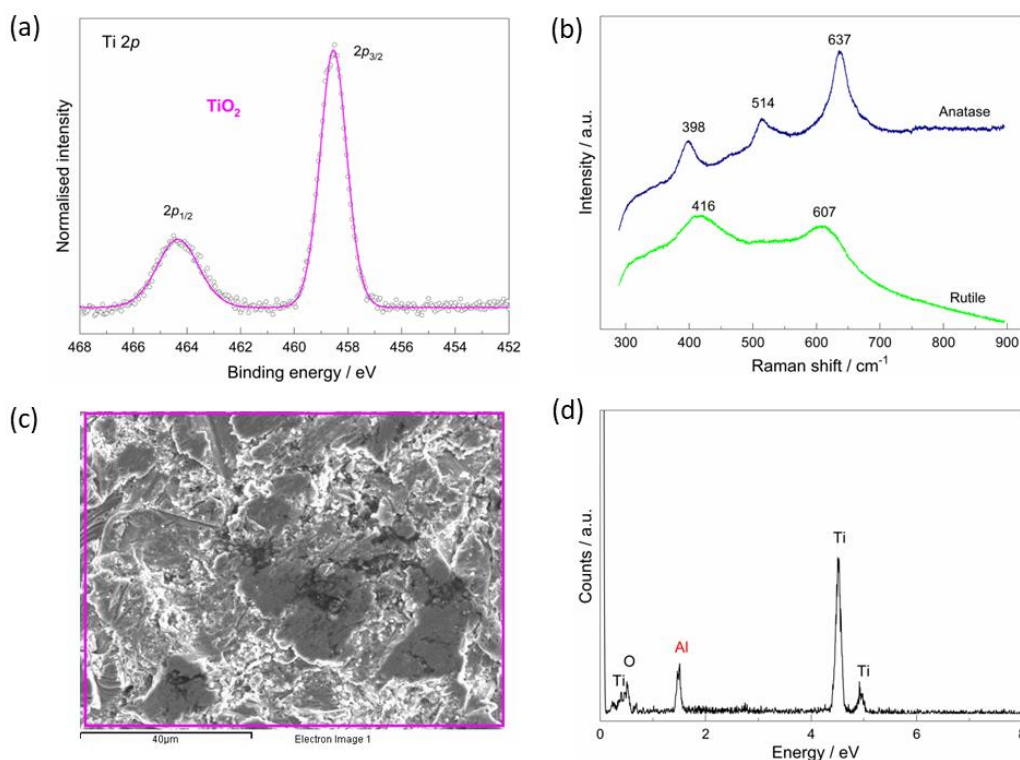 (a)
Ti 2p
2p3/2
TiO2
2p1/2
Normalised intensity
468 466 464 462 460 458 456 454 452
Binding energy / eV
(b)
637
514
Anatase
398
416
607
Rutile
Intensity / a.u.
300 400 500 600 700 800 900
Raman shift / cm-1
(c)
40μm
Electron Image 1
(d)
Ti
Al
Ti
O
Ti
Counts / a.u.
0 2 4 6 8
Energy / eV